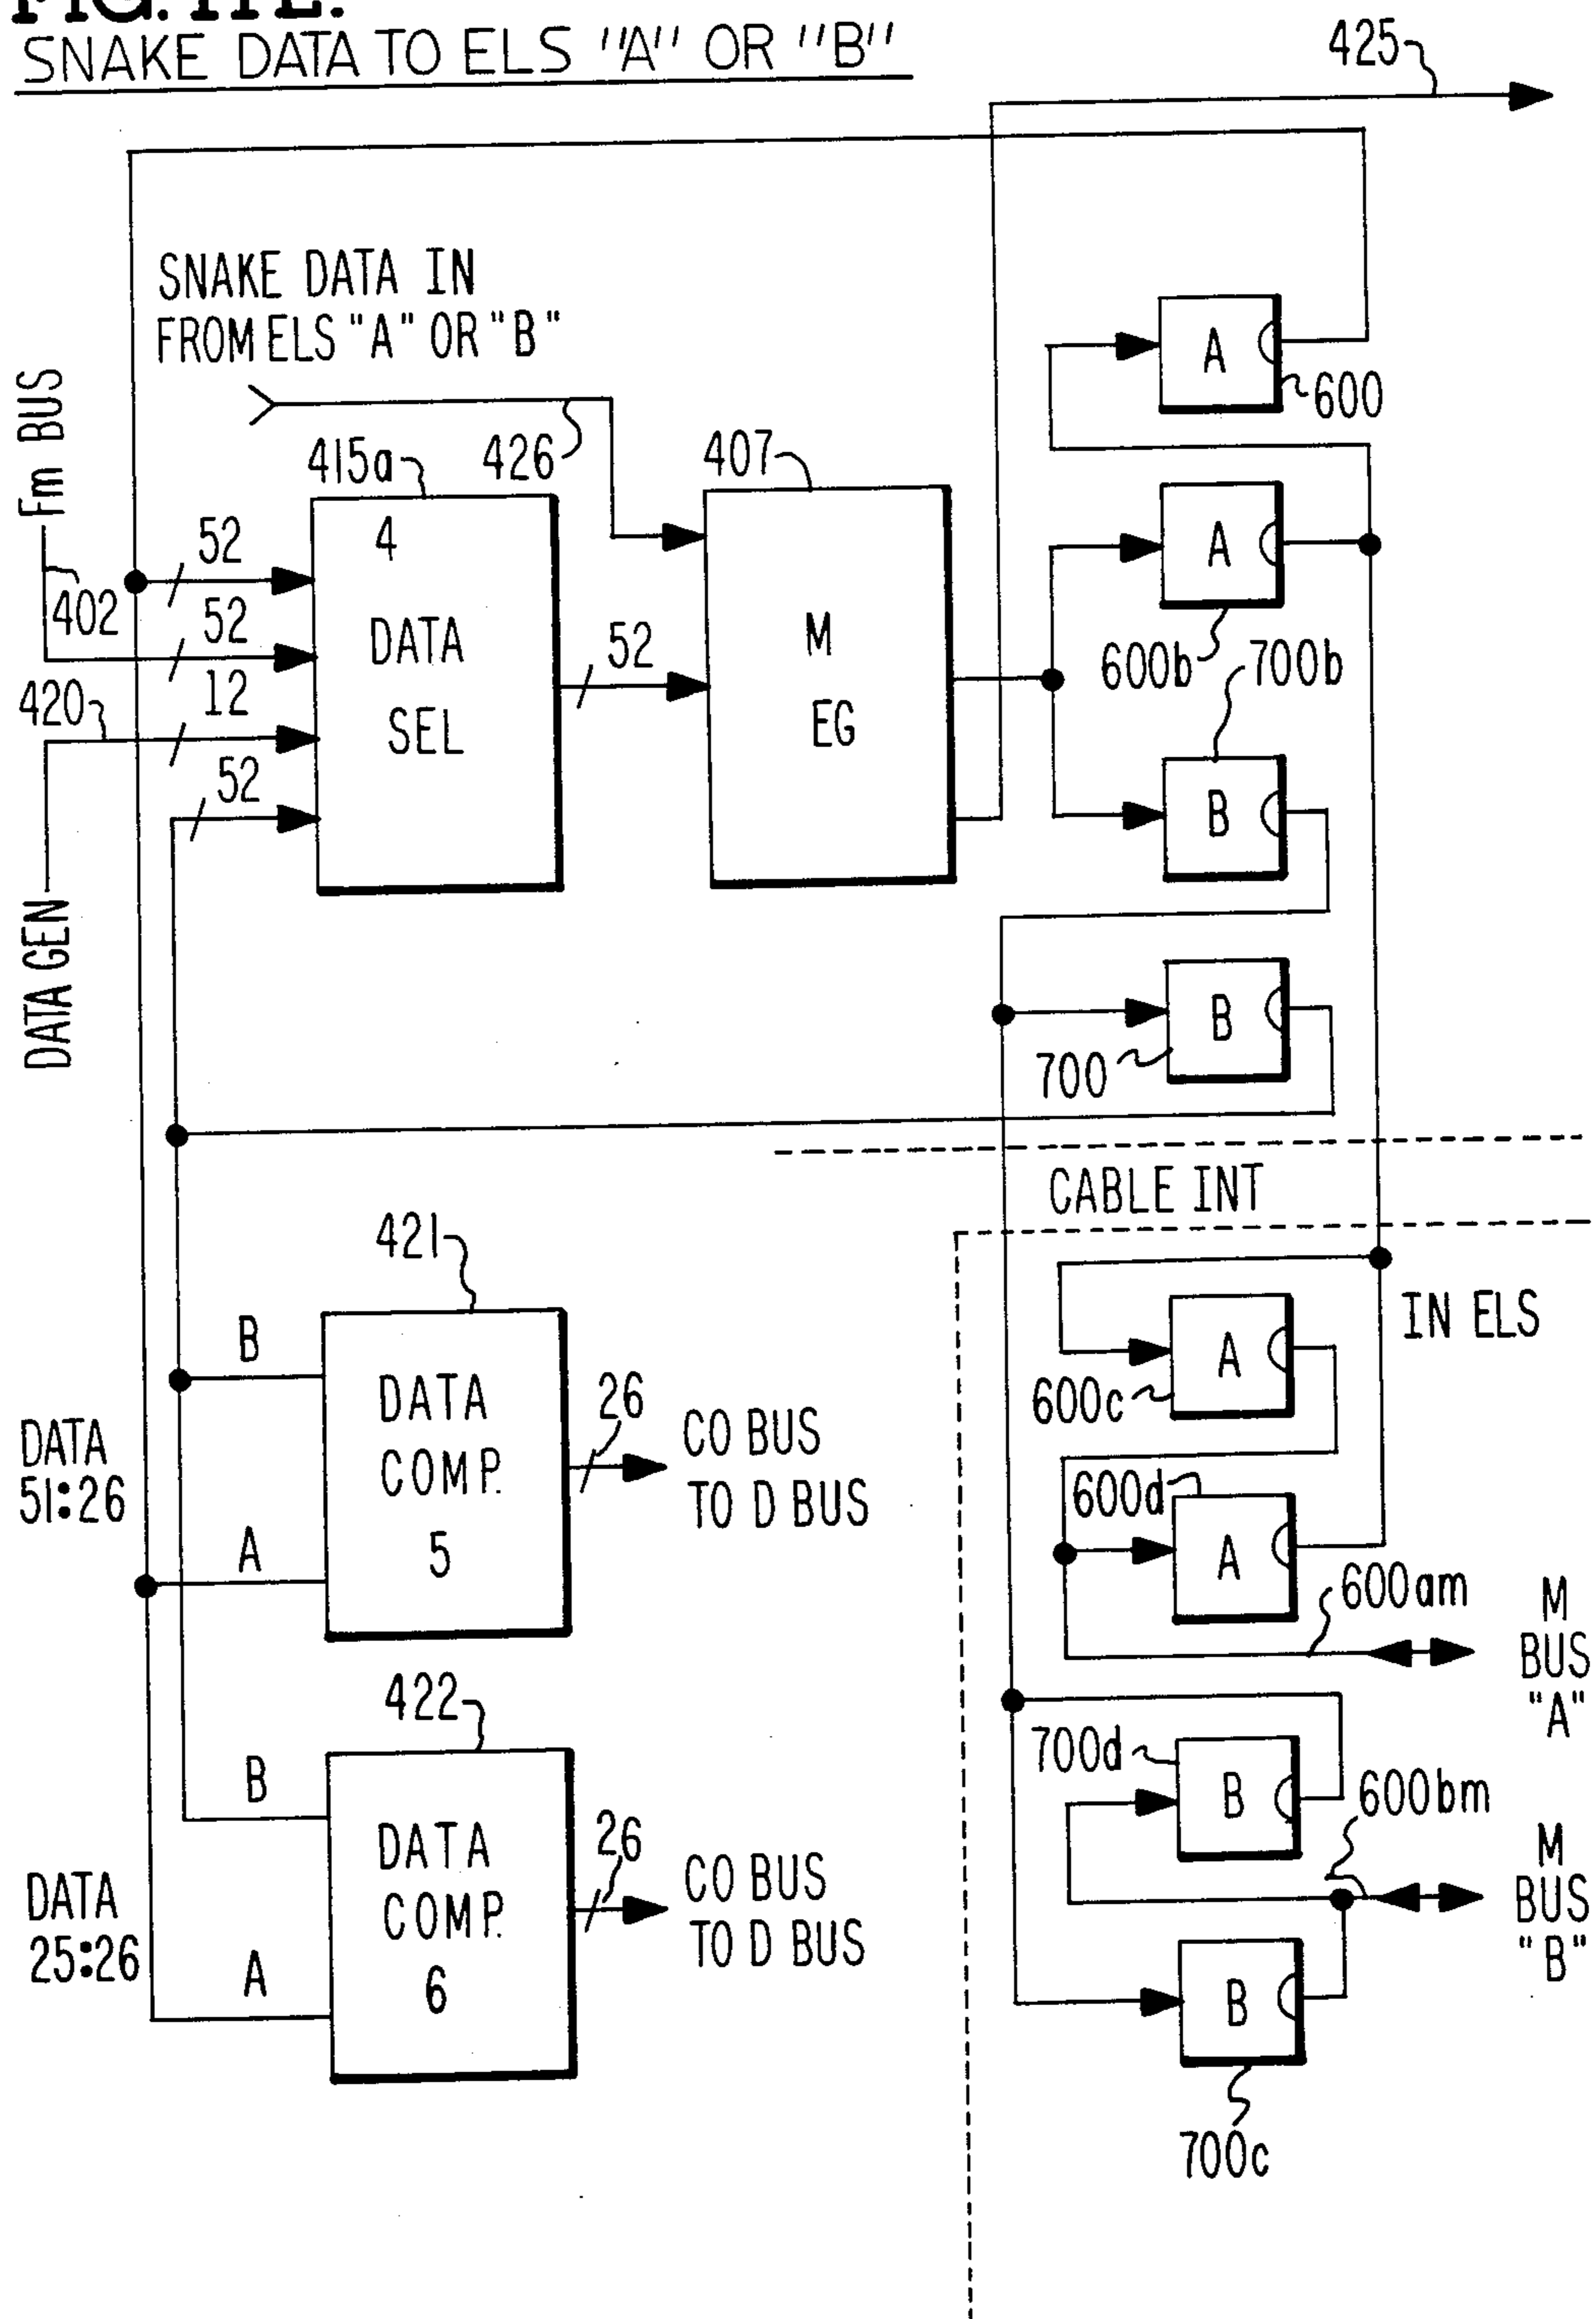 SNAKE DATA TO ELS "A" OR "B"
425
SNAKE DATA IN
FROM ELS "A" OR "B"
Fm BUS
402
420
DATA GEN
52
52
12
52
415a
4
DATA
SEL
426
52
407
M
EG
A
600
A
600b
700b
B
B
700
CABLE INT
IN ELS
421
B
DATA
51:26
A
DATA
COMP.
5
26
CO BUS
TO D BUS
422
B
DATA
25:26
A
DATA
COMP.
6
26
CO BUS
TO D BUS
A
600c
600d
A
600am
M
BUS
"A"
700d
B
600bm
M
BUS
"B"
B
700c